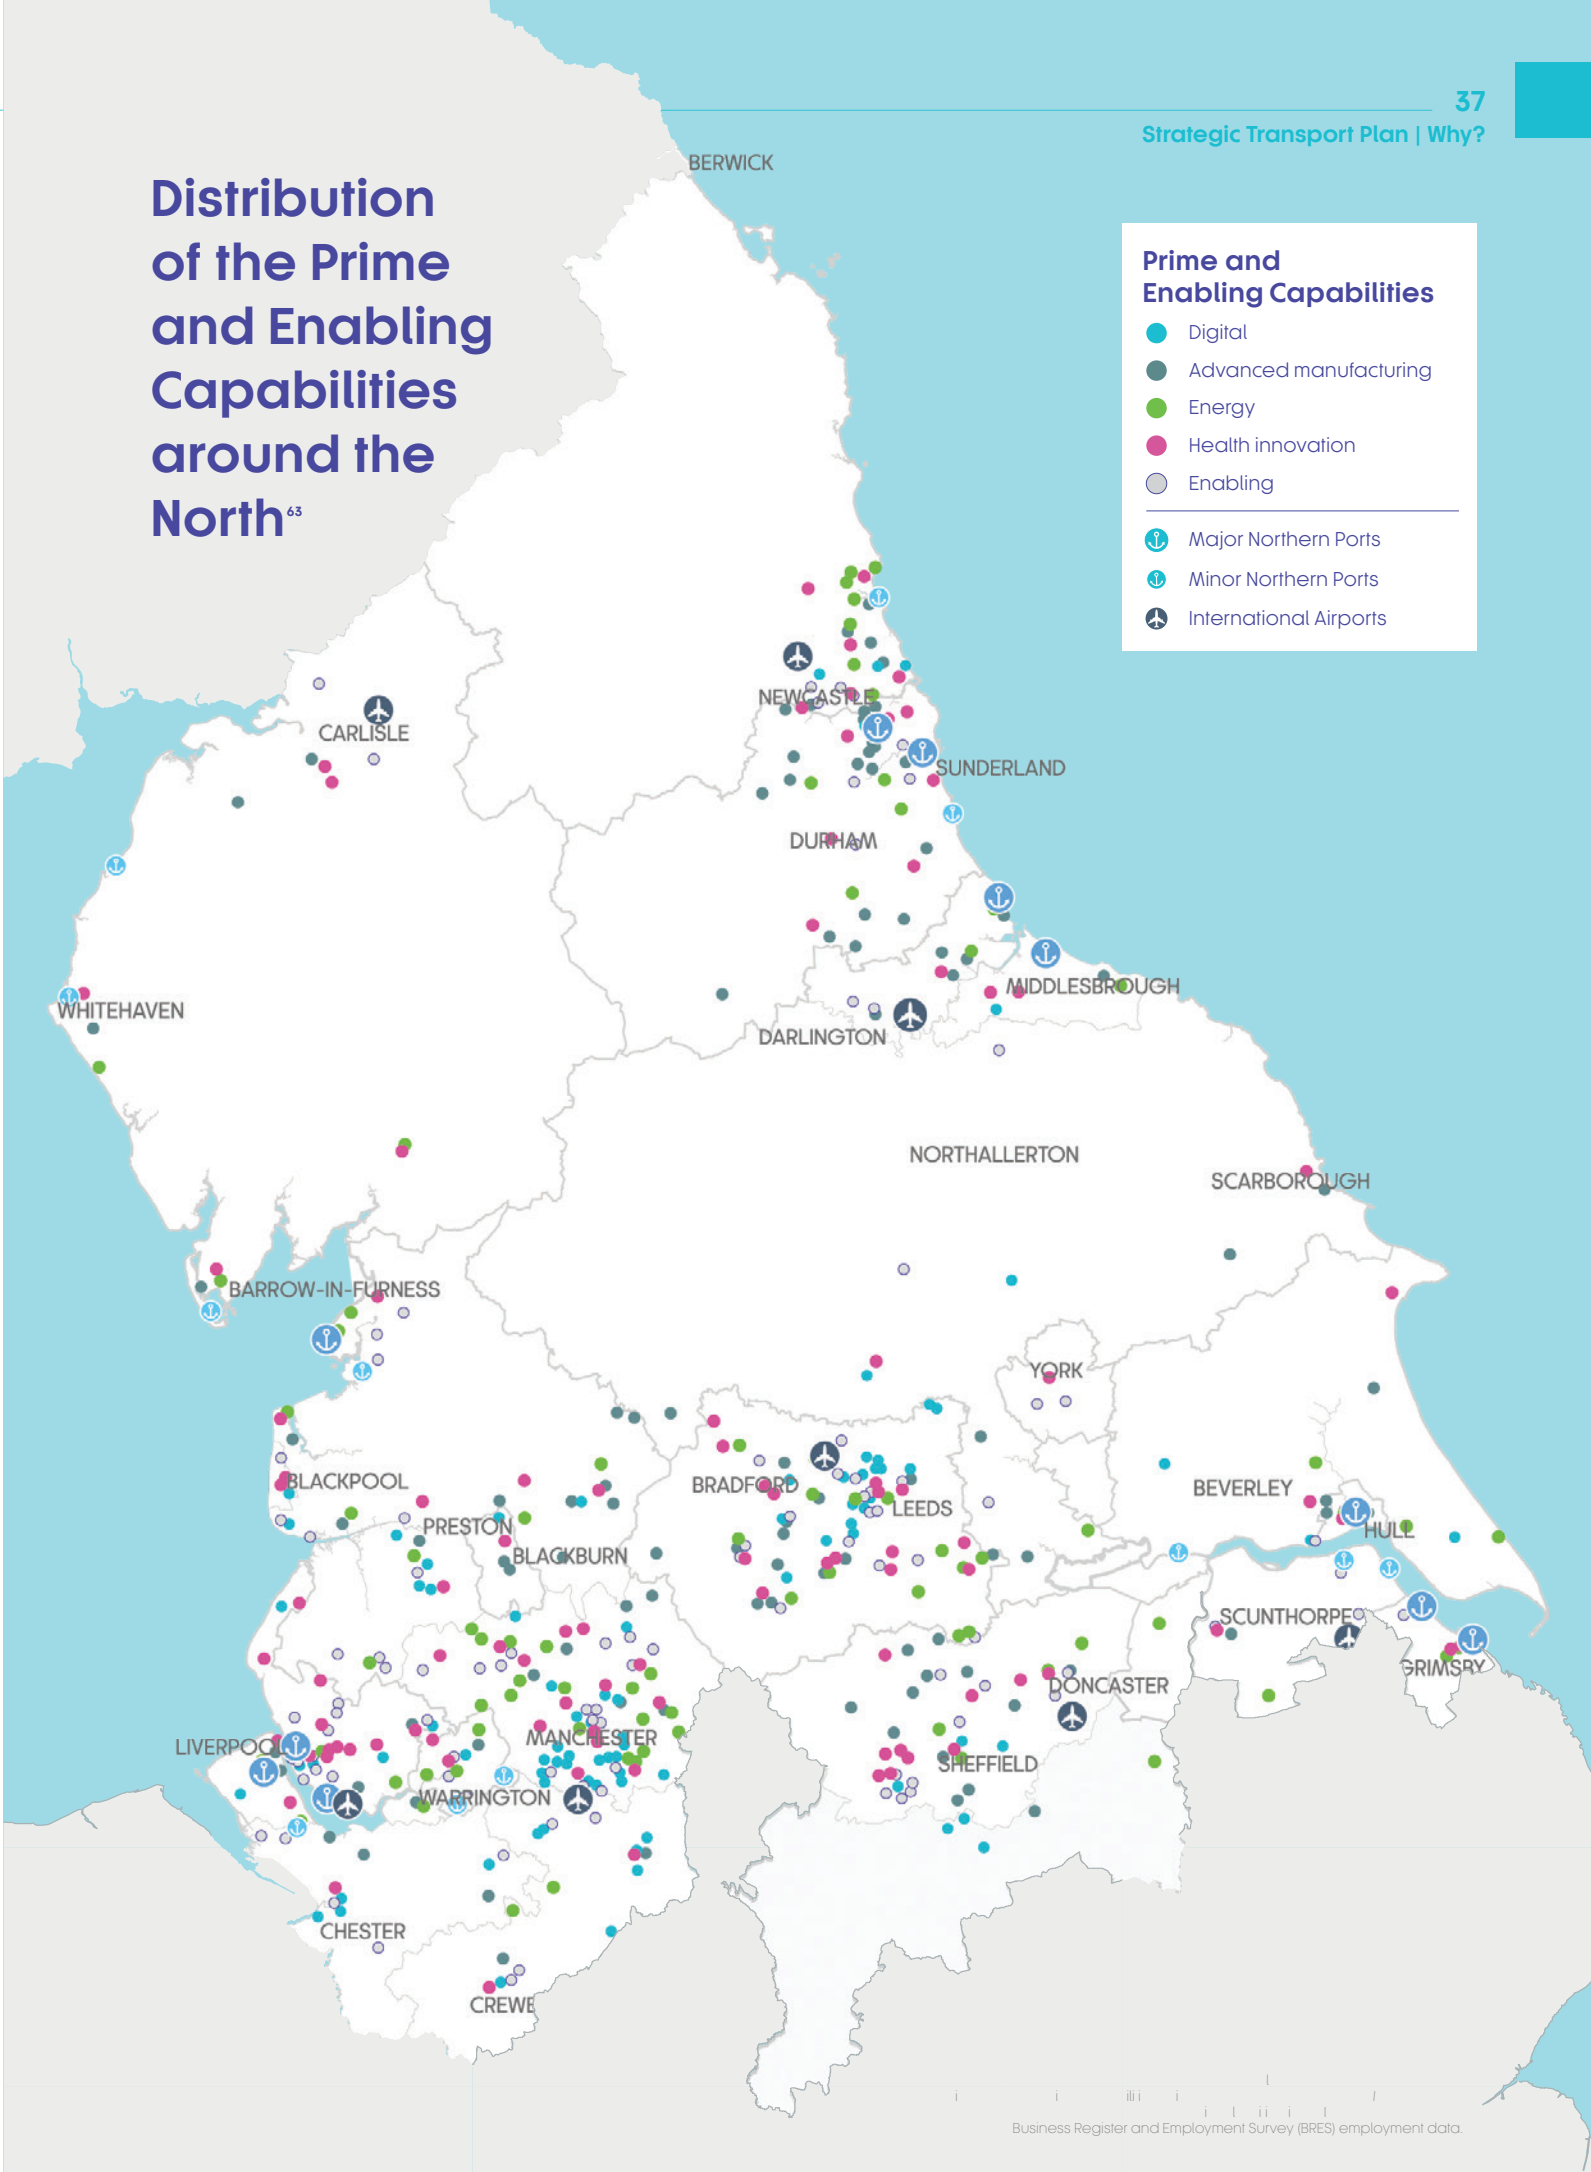 37
Strategic Transport Plan | Why?
Distribution
of the Prime
and Enabling
Capabilities
around the
North63
Prime and
Enabling Capabilities
Digital
Advanced manufacturing
Energy
Health innovation
Enabling
Major Northern Ports
Minor Northern Ports
International Airports
BERWICK
NEWCASTLE
CARLISLE
SUNDERLAND
DURHAM
MIDDLESBROUGH
WHITEHAVEN
DARLINGTON
NORTHALLERTON
SCARBOROUGH
BARROW-IN-FURNESS
YORK
BLACKPOOL
BRADFORD
BEVERLEY
LEEDS
PRESTON
HULL
BLACKBURN
SCUNTHORPE
GRIMSBY
DONCASTER
LIVERPOOL
MANCHESTER
SHEFFIELD
WARRINGTON
CHESTER
CREWE
Business Register and Employment Survey (BRES) employment data.